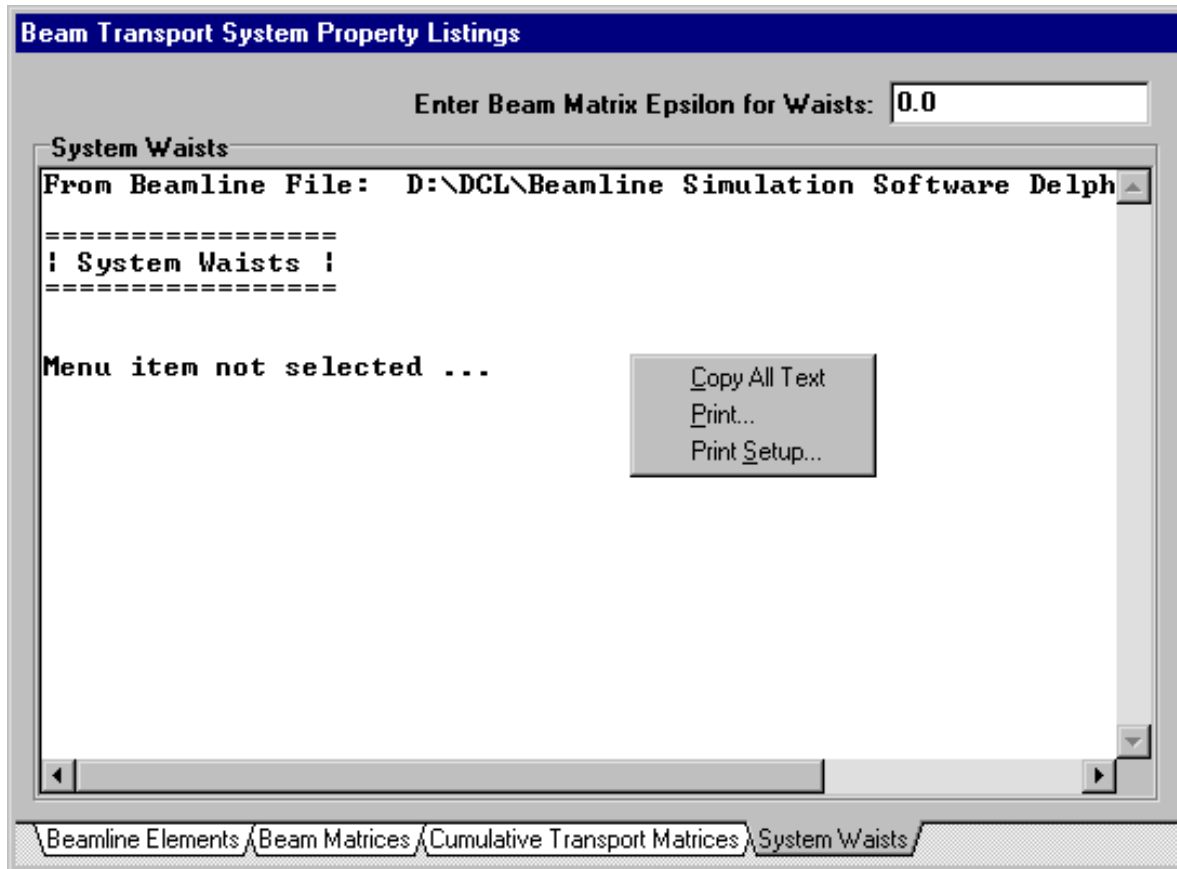 Beam Transport System Property Listings
Enter Beam Matrix Epsilon for Waists: 0.0
System Waists
From Beamline File:  D:\DCL\Beamline Simulation Software Delph
=================
¦ System Waists ¦
=================
Menu item not selected ...
Copy All Text
Print...
Print Setup...
Beamline Elements Beam Matrices Cumulative Transport Matrices System Waists